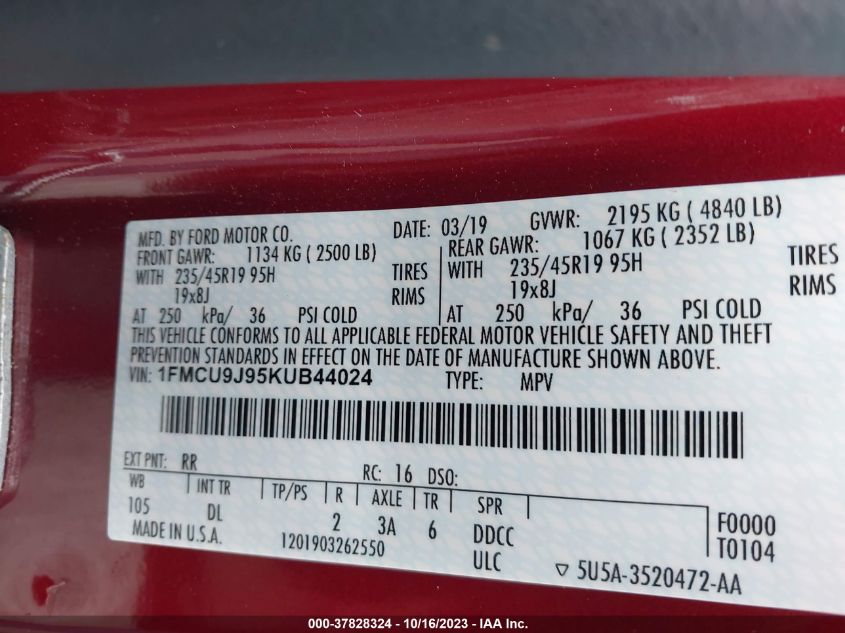 MFD. BY FORD MOTOR CO. DATE: 03/19 GVWR: 2195 KG ( 4840 LB)
FRONT GAWR: 1134 KG ( 2500 LB) REAR GAWR: 1067 KG ( 2352 LB)
WITH 235/45R19 95H TIRES WITH 235/45R19 95H TIRES
19x8J RIMS 19x8J RIMS
AT 250 kPa/ 36 PSI COLD AT 250 kPa/ 36 PSI COLD
THIS VEHICLE CONFORMS TO ALL APPLICABLE FEDERAL MOTOR VEHICLE SAFETY AND THEFT
PREVENTION STANDARDS IN EFFECT ON THE DATE OF MANUFACTURE SHOWN ABOVE.
VIN: 1FMCU9J95KUB44024 TYPE: MPV
EXT PNT: RR RC: 16 DSO:
WB INT TR TP/PS R AXLE TR SPR F0000
105 DL 2 3A 6 DDCC T0104
MADE IN U.S.A. 1201903262550 ULC ▽ 5U5A-3520472-AA
000-37828324 - 10/16/2023 - IAA Inc.